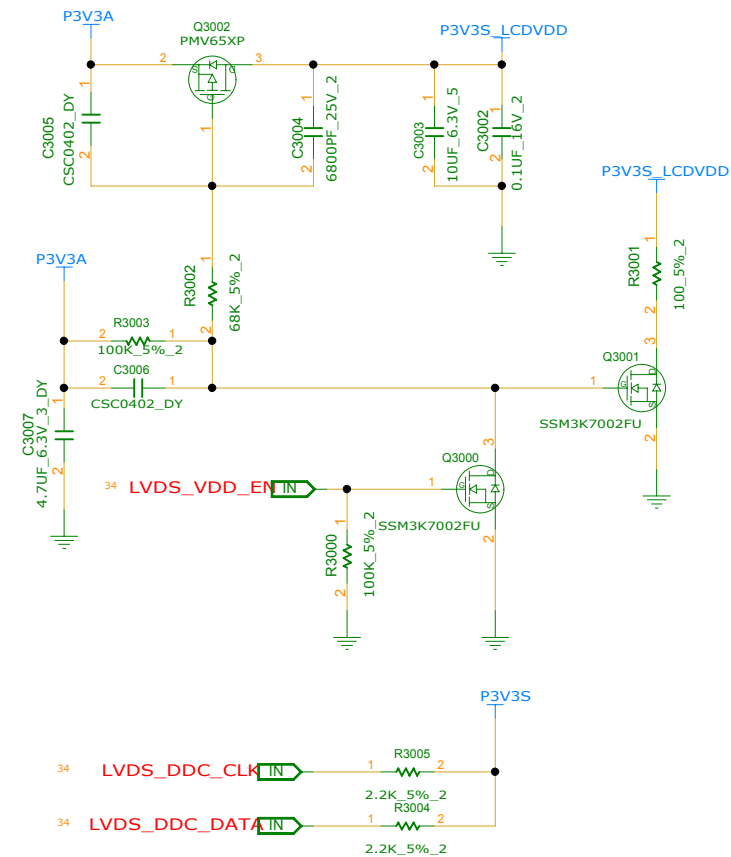 P3V3A
Q3002
PMV65XP
2
3
S
D
G
1
P3V3S_LCDVDD
1
C3005
CSC0402_DY
2
1
C3004
6800PF_25V_2
2
1
C3003
10UF_6.3V_5
2
1
C3002
0.1UF_16V_2
2
P3V3S_LCDVDD
1
R3001
100_5%_2
2
1
R3002
68K_5%_2
2
P3V3A
R3003
2
1
100K_5%_2
C3006
2
1
CSC0402_DY
1
C3007
4.7UF_6.3V_3_DY
2
3
Q3001
1
G
D
S
SSM3K7002FU
2
3
Q3000
34
LVDS_VDD_EN
IN
1
G
D
S
SSM3K7002FU
2
1
R3000
100K_5%_2
2
P3V3S
34
LVDS_DDC_CLK
IN
1
R3005
2
2.2K_5%_2
34
LVDS_DDC_DATA
IN
1
R3004
2
2.2K_5%_2